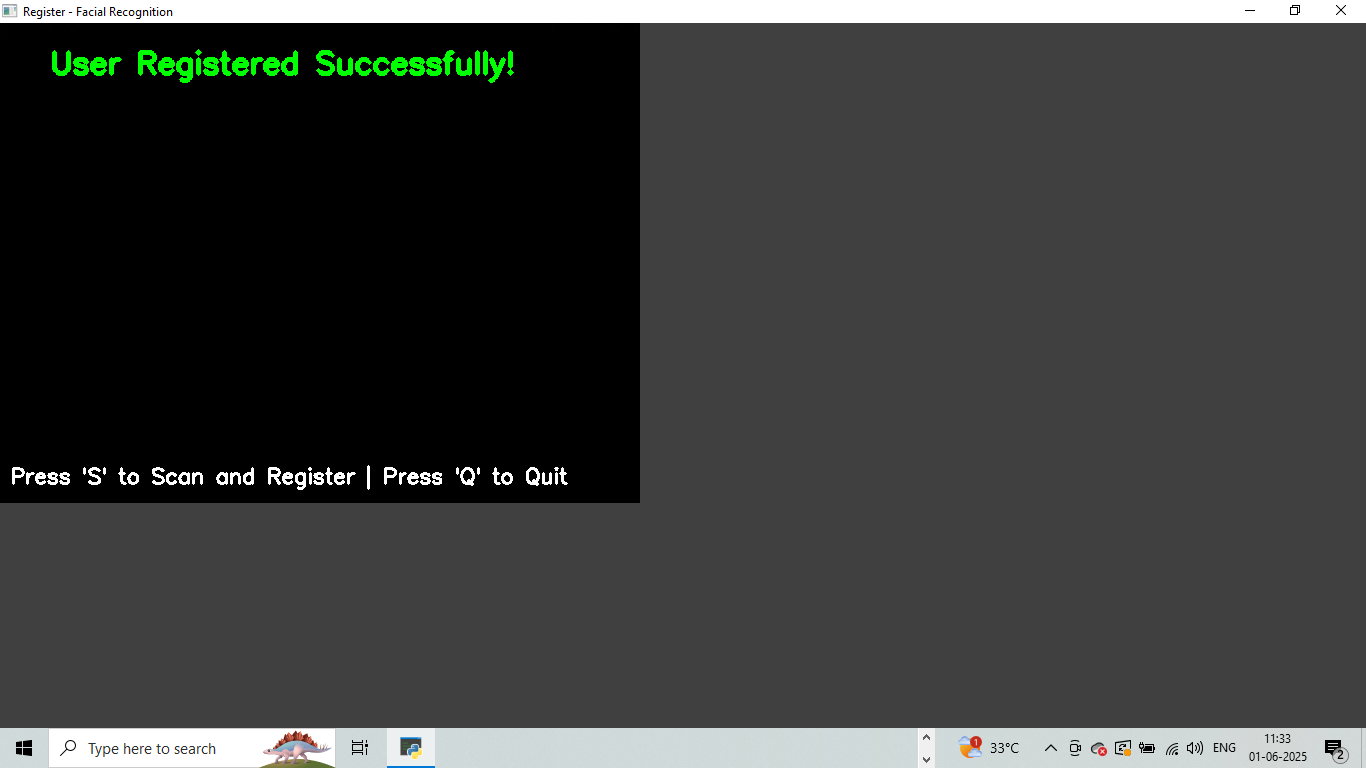 Register - Facial Recognition
User Registered Successfully!
Press 'S' to Scan and Register | Press 'Q' to Quit
Type here to search
1
33°C
ENG
11:33
01-06-2025
2